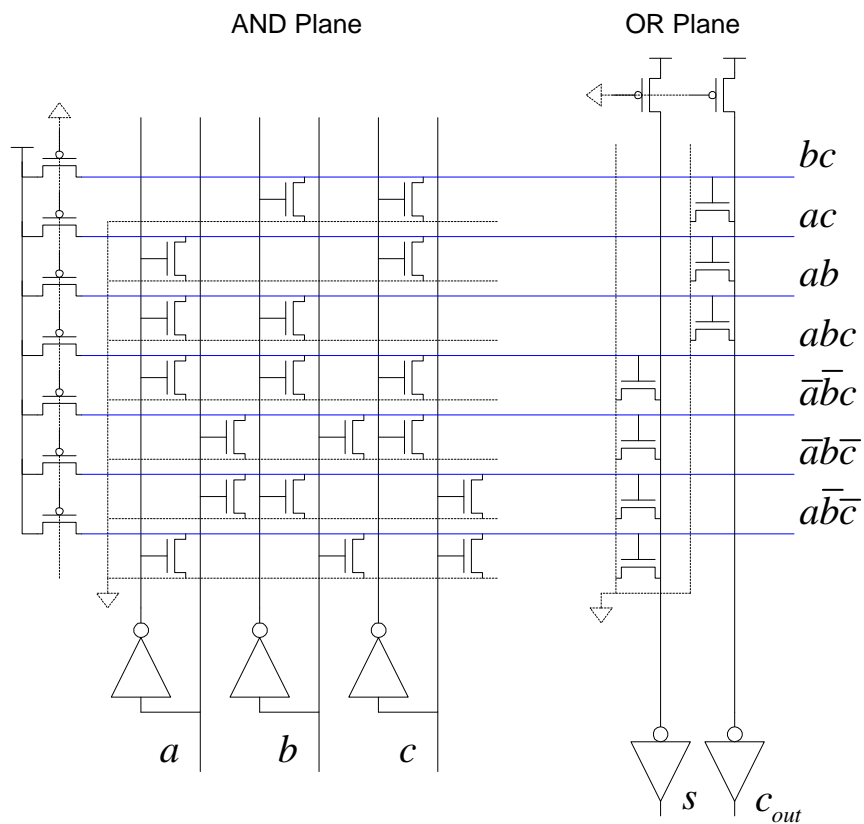 AND Plane
OR Plane
bc
ac
ab
abc
a̅b̅c
a̅bc̅
ab̅c̅
a
b
c
s
c_out